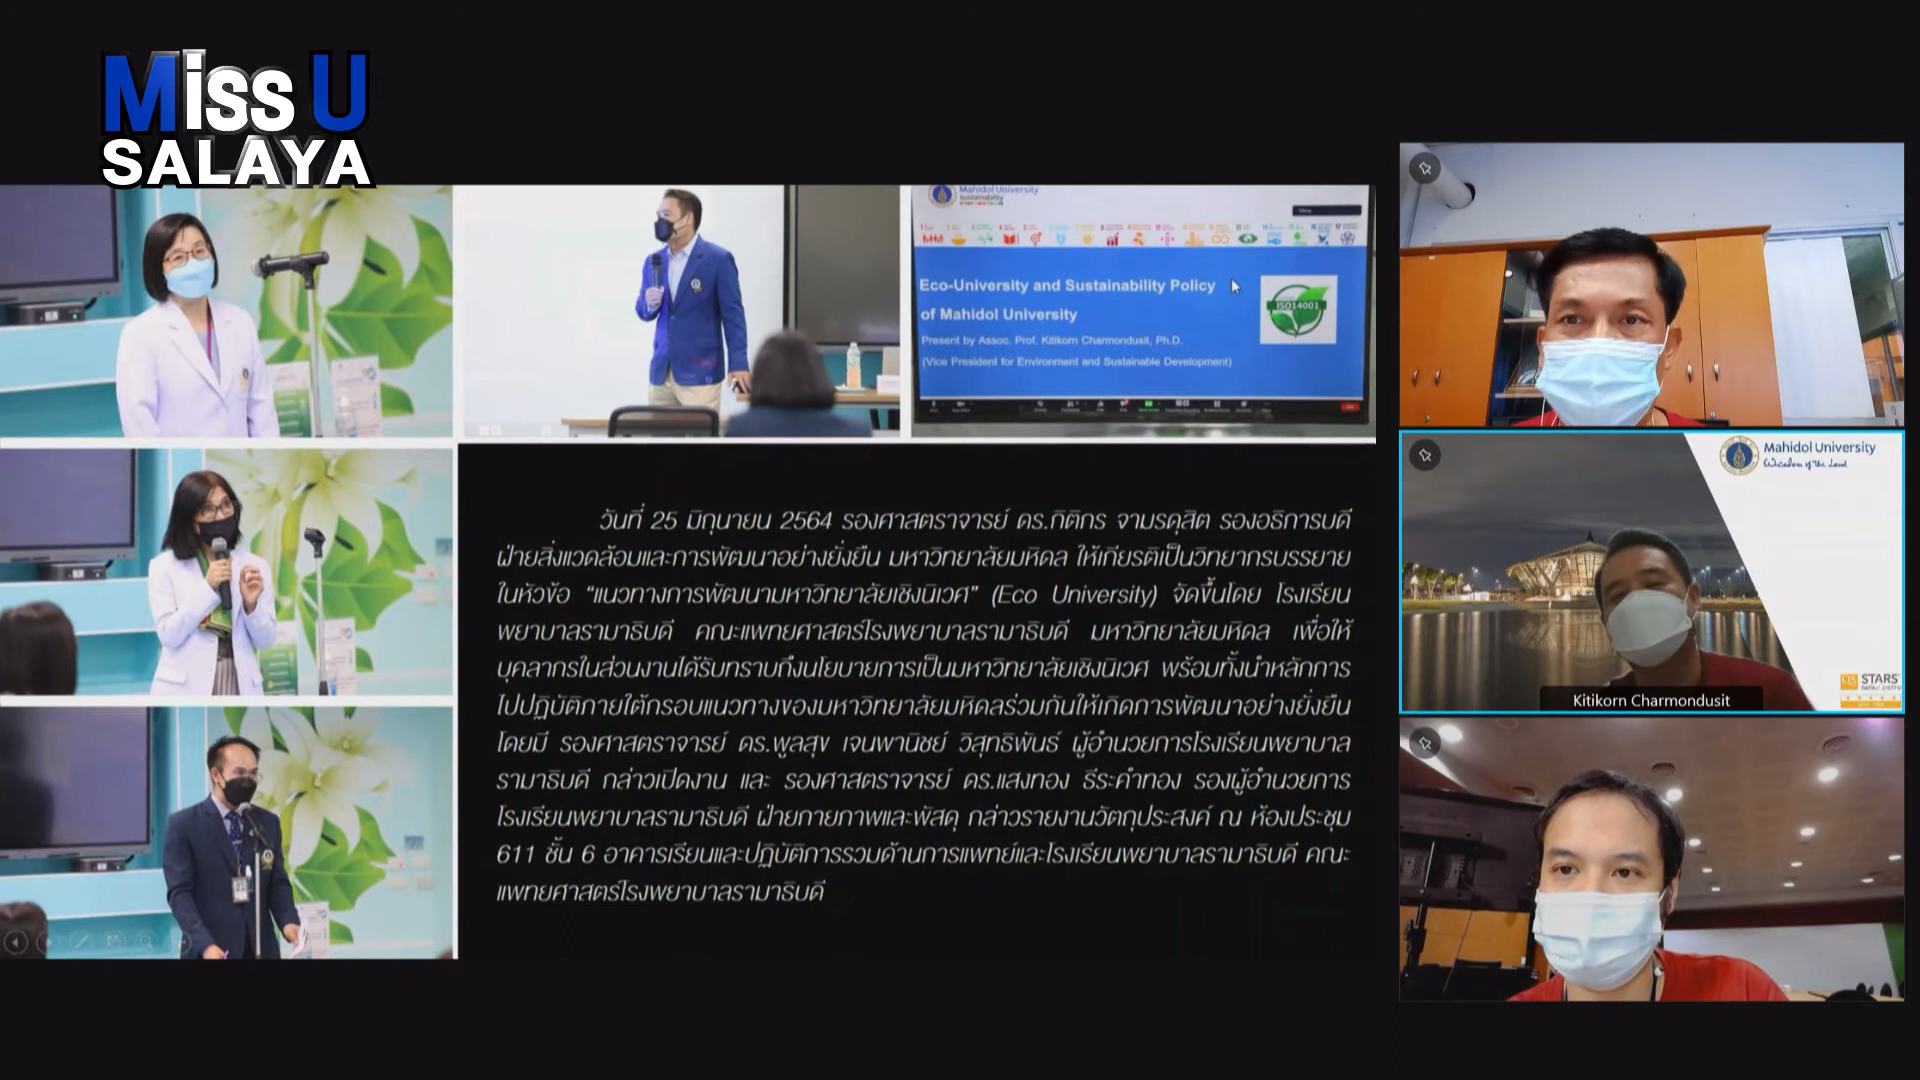 Miss U
SALAYA
Mahidol University
Sustainability
Eco-University and Sustainability Policy
of Mahidol University
Present by Assoc. Prof. Kitikorn Charmondusit, Ph.D.
(Vice President for Environment and Sustainable Development)
ISO14001
วันที่ 25 มิถุนายน 2564 รองศาสตราจารย์ ดร.กิติกร จามรดุสิต รองอธิการบดี
ฝ่ายสิ่งแวดล้อมและการพัฒนาอย่างยั่งยืน มหาวิทยาลัยมหิดล ให้เกียรติเป็นวิทยากรบรรยาย
ในหัวข้อ “แนวทางการพัฒนามหาวิทยาลัยเชิงนิเวศ” (Eco University) จัดขึ้นโดย โรงเรียน
พยาบาลรามาธิบดี คณะแพทยศาสตร์โรงพยาบาลรามาธิบดี มหาวิทยาลัยมหิดล เพื่อให้
บุคลากรในส่วนงานได้รับทราบถึงนโยบายการเป็นมหาวิทยาลัยเชิงนิเวศ พร้อมทั้งนำหลักการ
ไปปฏิบัติภายใต้กรอบแนวทางของมหาวิทยาลัยมหิดลร่วมกันให้เกิดการพัฒนาอย่างยั่งยืน
โดยมี รองศาสตราจารย์ ดร.พูลสุข เจนพานิชย์ วิสุทธิพันธ์ ผู้อำนวยการโรงเรียนพยาบาล
รามาธิบดี กล่าวเปิดงาน และ รองศาสตราจารย์ ดร.แสงทอง ธีระคำทอง รองผู้อำนวยการ
โรงเรียนพยาบาลรามาธิบดี ฝ่ายกายภาพและพัสดุ กล่าวรายงานวัตถุประสงค์ ณ ห้องประชุม
611 ชั้น 6 อาคารเรียนและปฏิบัติการรวมด้านการแพทย์และโรงเรียนพยาบาลรามาธิบดี คณะ
แพทยศาสตร์โรงพยาบาลรามาธิบดี
Mahidol University
Wisdom of the Land
QS STARS
RATING SYSTEM
Kitikorn Charmondusit